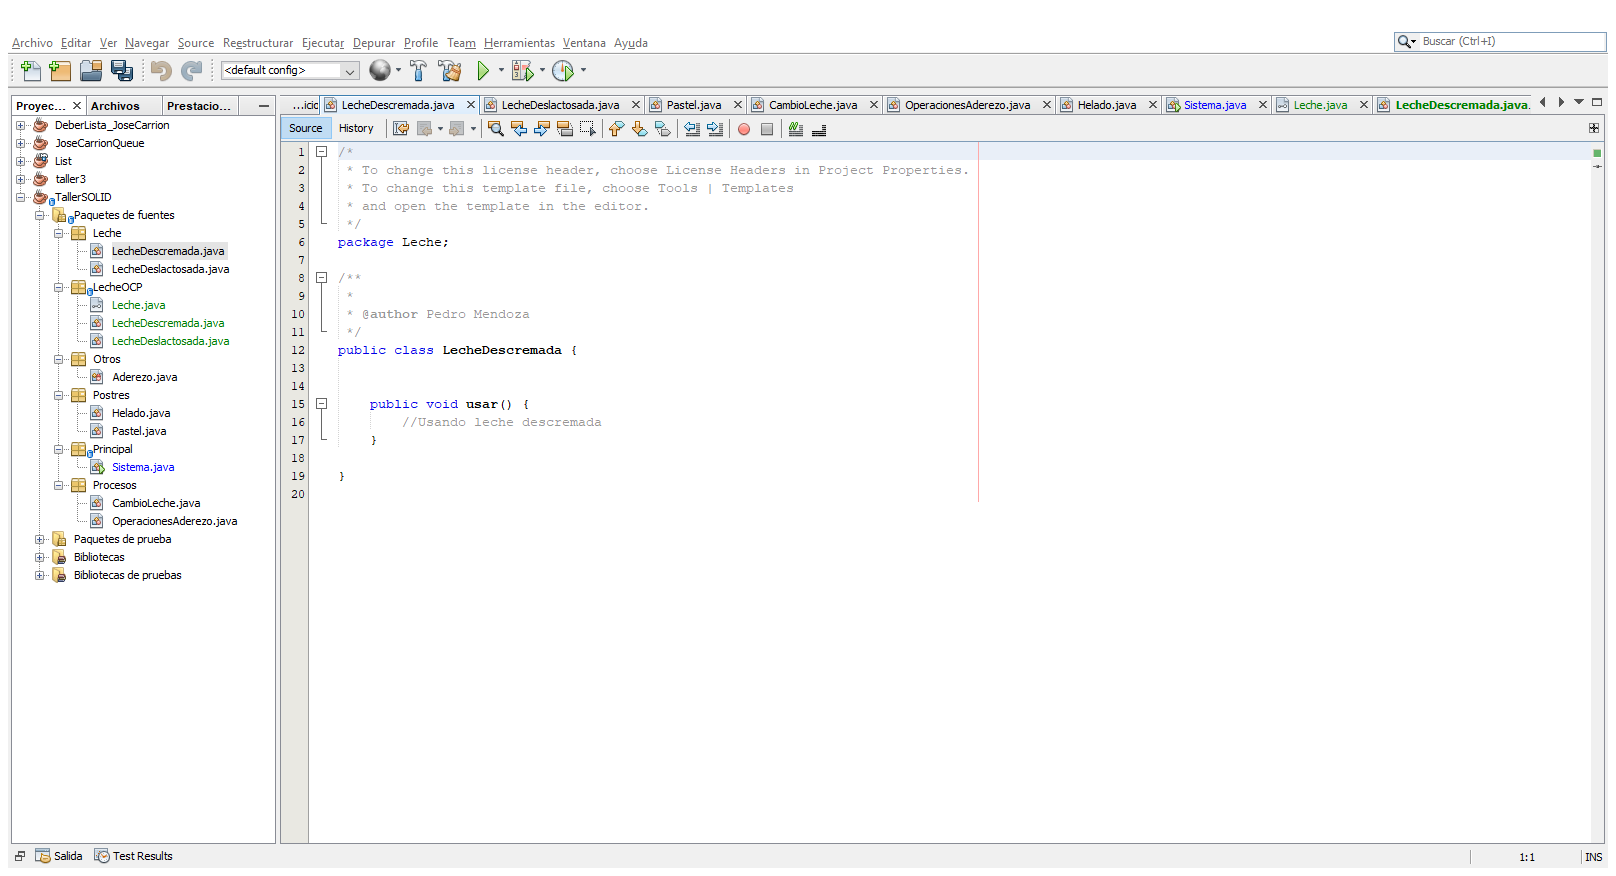 Archivo Editar Ver Navegar Source Reestructurar Ejecutar Depurar Profile Team Herramientas Ventana Ayuda
Buscar (Ctrl+I)
<default config>
Proyec... Archivos Prestacio...
DeberLista_JoseCarrion
JoseCarrionQueue
List
taller3
TallerSOLID
Paquetes de fuentes
Leche
LecheDescremada.java
LecheDeslactosada.java
LecheOCP
Leche.java
LecheDescremada.java
LecheDeslactosada.java
Otros
Aderezo.java
Postres
Helado.java
Pastel.java
Principal
Sistema.java
Procesos
CambioLeche.java
OperacionesAderezo.java
Paquetes de prueba
Bibliotecas
Bibliotecas de pruebas
...icic LecheDescremada.java LecheDeslactosada.java Pastel.java CambioLeche.java OperacionesAderezo.java Helado.java Sistema.java Leche.java LecheDescremada.java
Source History
1 /*
2 * To change this license header, choose License Headers in Project Properties.
3 * To change this template file, choose Tools | Templates
4 * and open the template in the editor.
5 */
6 package Leche;
7
8 /**
9 *
10 * @author Pedro Mendoza
11 */
12 public class LecheDescremada {
13
14
15 public void usar() {
16 //Usando leche descremada
17 }
18
19 }
20
Salida Test Results
1:1 INS